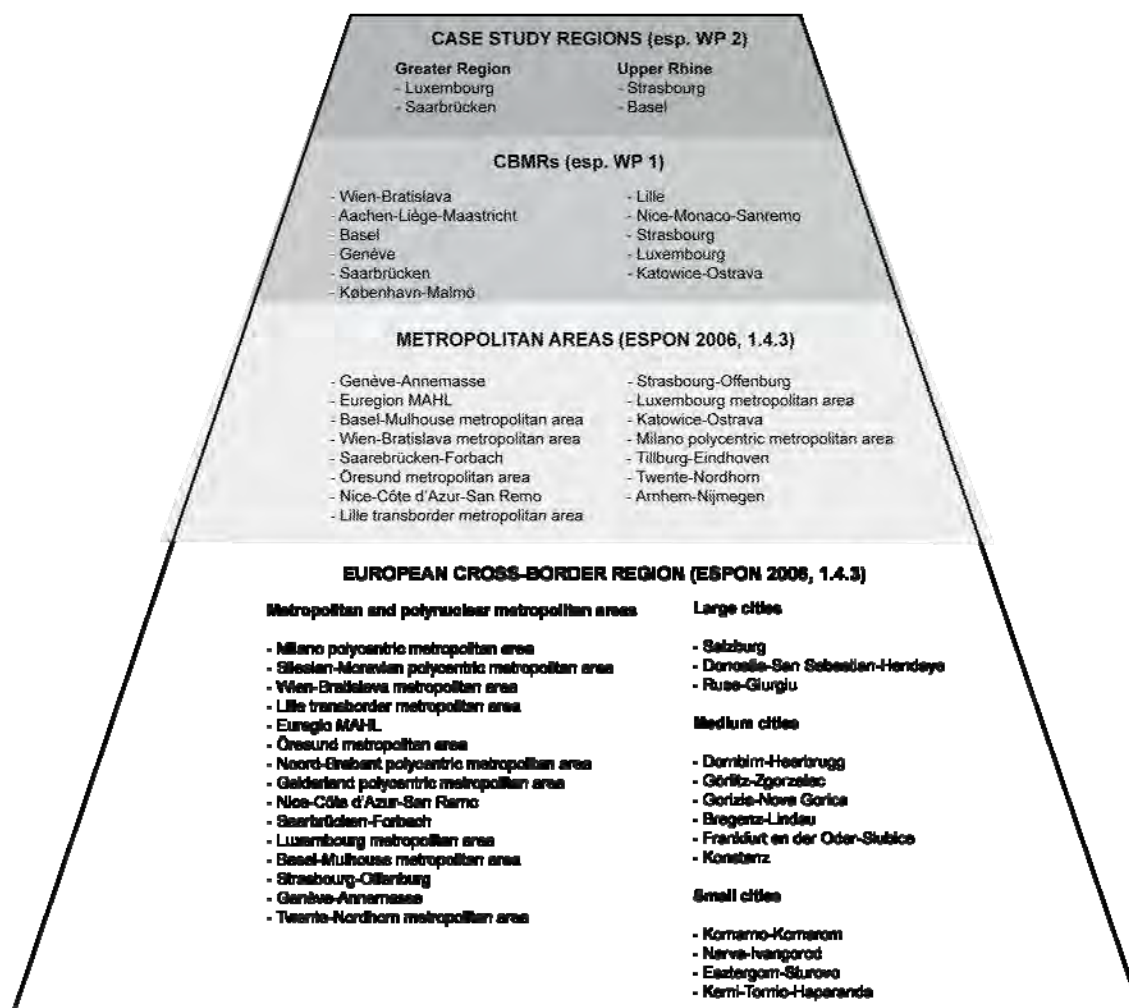 CASE STUDY REGIONS (esp. WP 2)
Greater Region
- Luxembourg
- Saarbrücken
Upper Rhine
- Strasbourg
- Basel
CBMRs (esp. WP 1)
- Wien-Bratislava
- Aachen-Liège-Maastricht
- Basel
- Genève
- Saarbrücken
- København-Malmö
- Lille
- Nice-Monaco-Sanremo
- Strasbourg
- Luxembourg
- Katowice-Ostrava
METROPOLITAN AREAS (ESPON 2006, 1.4.3)
- Genève-Annemasse
- Euregion MAHL
- Basel-Mulhouse metropolitan area
- Wien-Bratislava metropolitan area
- Saarebrücken-Forbach
- Öresund metropolitan area
- Nice-Côte d'Azur-San Remo
- Lille transborder metropolitan area
- Strasbourg-Offenburg
- Luxembourg metropolitan area
- Katowice-Ostrava
- Milano polycentric metropolitan area
- Tillburg-Eindhoven
- Twente-Nordhorn
- Arnhem-Nijmegen
EUROPEAN CROSS-BORDER REGION (ESPON 2006, 1.4.3)
Metropolitan and polynuclear metropolitan areas
- Milano polycentric metropolitan area
- Silesian-Moravian polycentric metropolitan area
- Wien-Bratislava metropolitan area
- Lille transborder metropolitan area
- Euregio MAHL
- Öresund metropolitan area
- Noord-Brabant polycentric metropolitan area
- Gelderland polycentric metropolitan area
- Nice-Côte d'Azur-San Remo
- Saarbrücken-Forbach
- Luxembourg metropolitan area
- Basel-Mulhouse metropolitan area
- Strasbourg-Offenburg
- Genève-Annemasse
- Twente-Nordhorn metropolitan area
Large cities
- Salzburg
- Donostia-San Sebastian-Hendaye
- Ruse-Giurgiu
Medium cities
- Dornbirn-Heerbrugg
- Görlitz-Zgorzelec
- Gorizia-Nova Gorica
- Bregenz-Lindau
- Frankfurt an der Oder-Slubice
- Konstanz
Small cities
- Komarno-Komarom
- Narva-Ivangorod
- Esztergom-Sturovo
- Kemi-Tornio-Haparanda